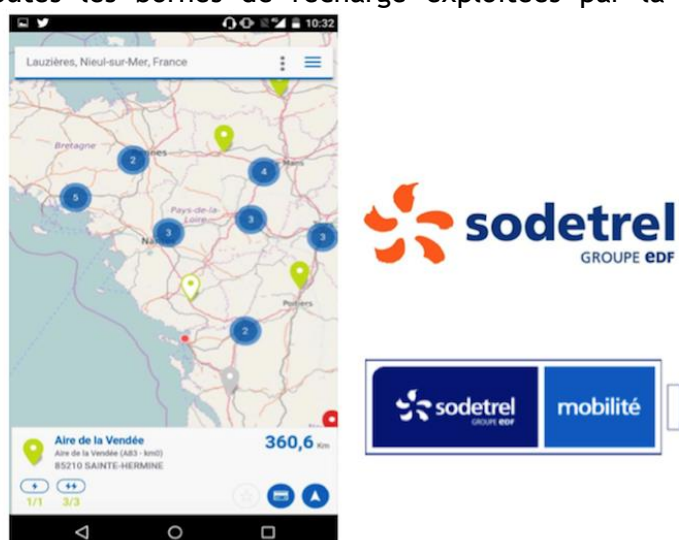 toutes les bornes de recharge exploitées par la
10:32
Lauzières, Nieul-sur-Mer, France
Bretagne
2
4
Mans
5
Pays-de-la-
Loire
3
3
3
Poitiers
2
Aire de la Vendée
360,6 Km
Aire de la Vendée (A83 - km0)
85210 SAINTE-HERMINE
1/1 3/3
sodetrel
GROUPE eDF
sodetrel
GROUPE eDF
mobilité